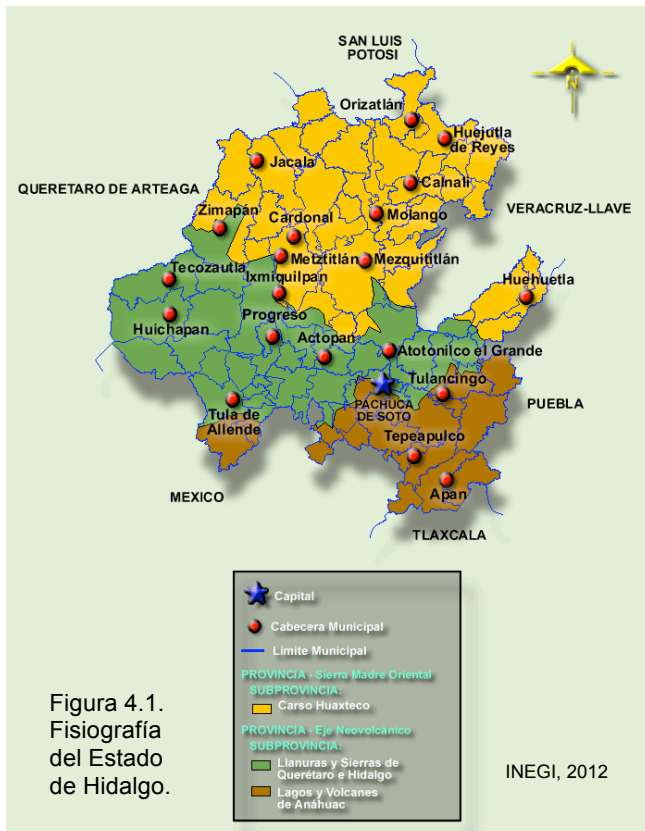 SAN LUIS
POTOSI
N
Orizatlán
Huejutla
de Reyes
Jacala
QUERETARO DE ARTEAGA
Calnali
Zimapán
Cardonal
Molango
VERACRUZ-LLAVE
Metztitlán
Mezquititlán
Tecozautla
Ixmiquilpan
Huehuetla
Huichapan
Progreso
Actopan
Atotonilco el Grande
Tulancingo
PACHUCA
DE SOTO
PUEBLA
Tula de
Allende
Tepeapulco
MEXICO
Apan
TLAXCALA
Capital
Cabecera Municipal
Límite Municipal
PROVINCIA - Sierra Madre Oriental
SUBPROVINCIA:
Carso Huaxteco
PROVINCIA - Eje Neovolcánico
SUBPROVINCIA:
Llanuras y Sierras de
Querétaro e Hidalgo
Lagos y Volcanes
de Anáhuac
Figura 4.1.
Fisiografía
del Estado
de Hidalgo.
INEGI, 2012